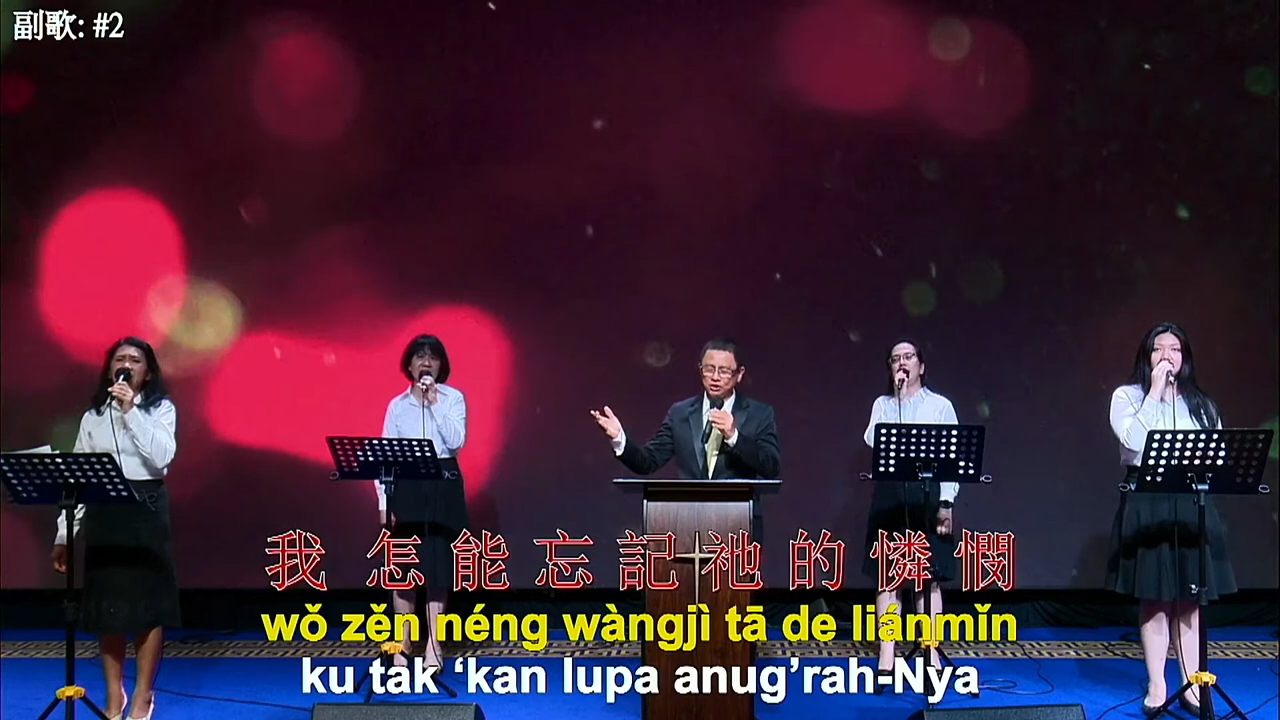 副歌: #2
我怎能忘記祂的憐憫
wǒ zěn néng wàngjì tā de liánmǐn
ku tak ‘kan lupa anug’rah-Nya